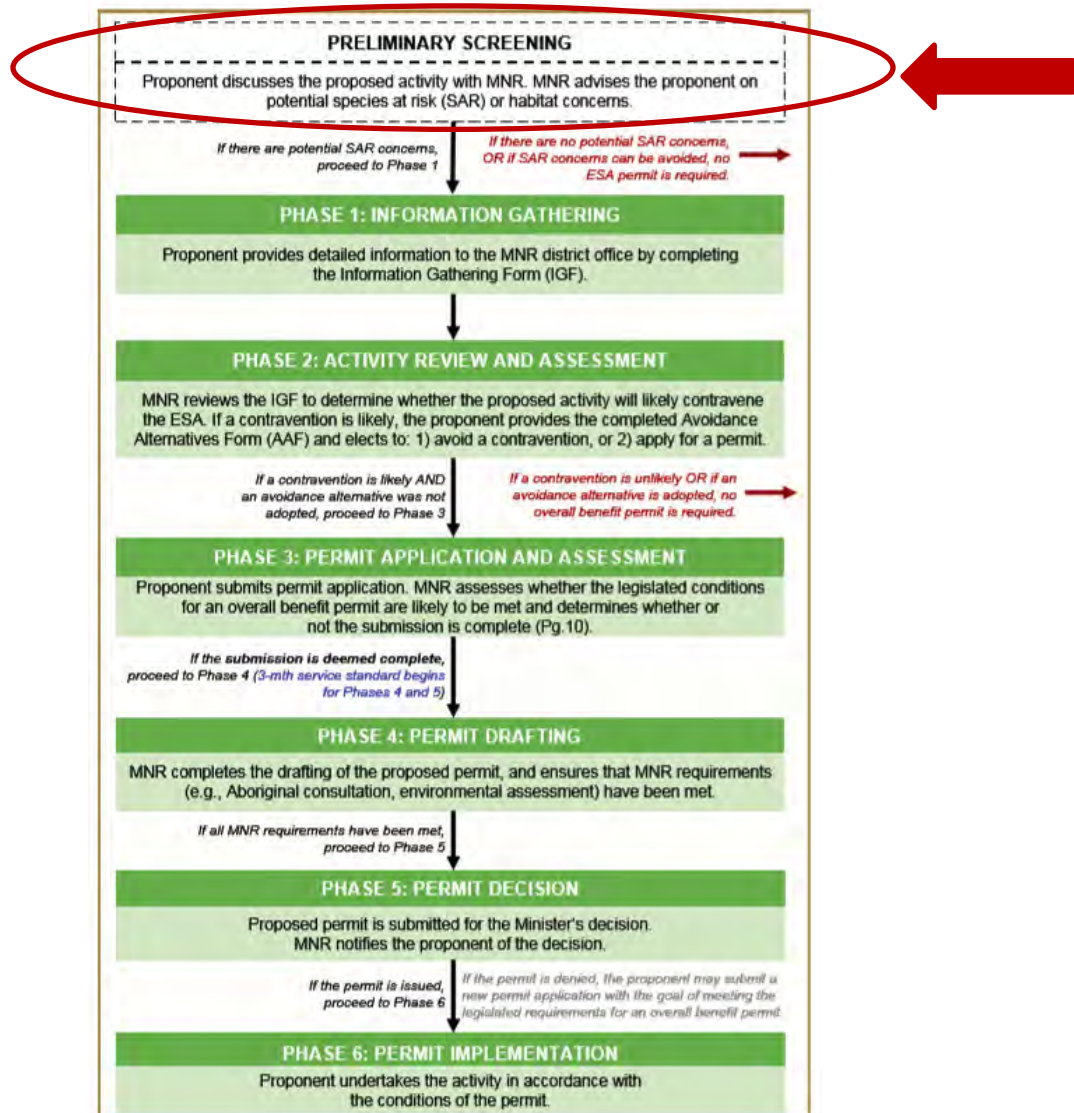 PRELIMINARY SCREENING
Proponent discusses the proposed activity with MNR. MNR advises the proponent on
potential species at risk (SAR) or habitat concerns.
If there are potential SAR concerns,
proceed to Phase 1
If there are no potential SAR concerns,
OR if SAR concerns can be avoided, no
ESA permit is required.
PHASE 1: INFORMATION GATHERING
Proponent provides detailed information to the MNR district office by completing
the Information Gathering Form (IGF).
PHASE 2: ACTIVITY REVIEW AND ASSESSMENT
MNR reviews the IGF to determine whether the proposed activity will likely contravene
the ESA. If a contravention is likely, the proponent provides the completed Avoidance
Alternatives Form (AAF) and elects to: 1) avoid a contravention, or 2) apply for a permit.
If a contravention is likely AND
an avoidance alternative was not
adopted, proceed to Phase 3
If a contravention is unlikely OR if an
avoidance alternative is adopted, no
overall benefit permit is required.
PHASE 3: PERMIT APPLICATION AND ASSESSMENT
Proponent submits permit application. MNR assesses whether the legislated conditions
for an overall benefit permit are likely to be met and determines whether or
not the submission is complete (Pg.10).
If the submission is deemed complete,
proceed to Phase 4 (3-mth service standard begins
for Phases 4 and 5)
PHASE 4: PERMIT DRAFTING
MNR completes the drafting of the proposed permit, and ensures that MNR requirements
(e.g., Aboriginal consultation, environmental assessment) have been met.
If all MNR requirements have been met,
proceed to Phase 5
PHASE 5: PERMIT DECISION
Proposed permit is submitted for the Minister's decision.
MNR notifies the proponent of the decision.
If the permit is issued,
proceed to Phase 6
If the permit is denied, the proponent may submit a
new permit application with the goal of meeting the
legislated requirements for an overall benefit permit
PHASE 6: PERMIT IMPLEMENTATION
Proponent undertakes the activity in accordance with
the conditions of the permit.